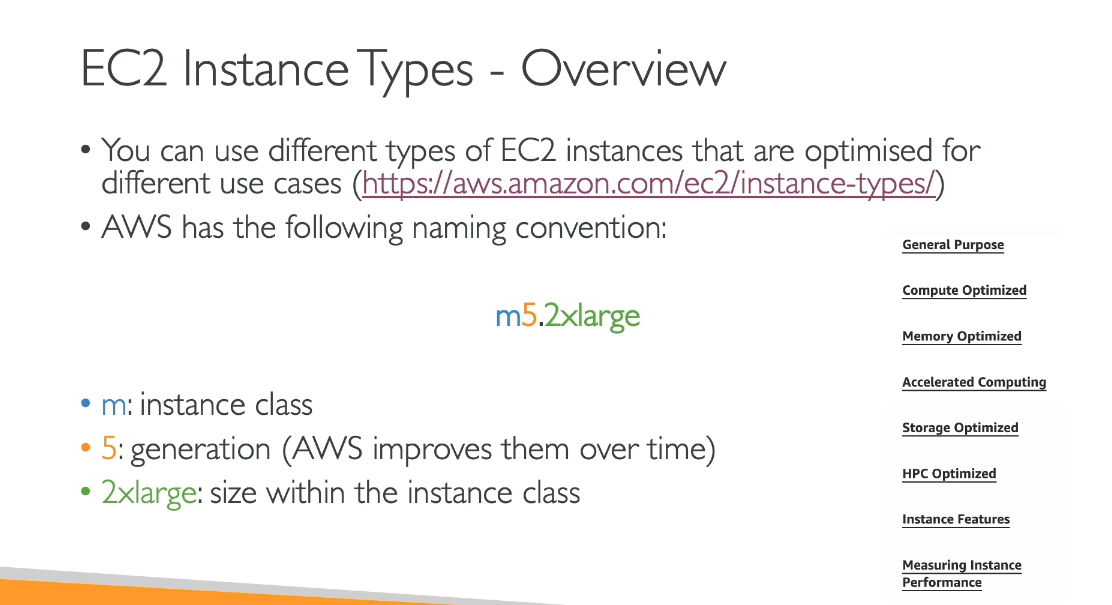 EC2 Instance Types - Overview
• You can use different types of EC2 instances that are optimised for
different use cases (https://aws.amazon.com/ec2/instance-types/)
• AWS has the following naming convention:
m5.2xlarge
• m: instance class
• 5: generation (AWS improves them over time)
• 2xlarge: size within the instance class
General Purpose
Compute Optimized
Memory Optimized
Accelerated Computing
Storage Optimized
HPC Optimized
Instance Features
Measuring Instance
Performance